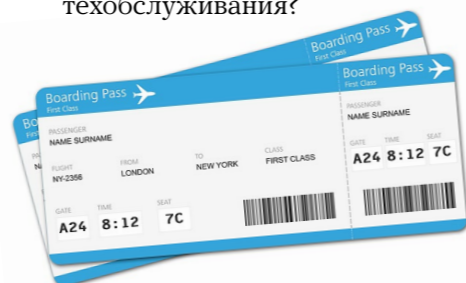 техобслуживания?
Boarding Pass
First Class
Boarding Pass
First Class
PASSENGER
NAME SURNAME
FLIGHT FROM TO CLASS
NY-2356 LONDON NEW YORK FIRST CLASS
GATE TIME SEAT
A24 8:12 7C
Boarding Pass
First Class
PASSENGER
NAME SURNAME
GATE TIME SEAT
A24 8:12 7C